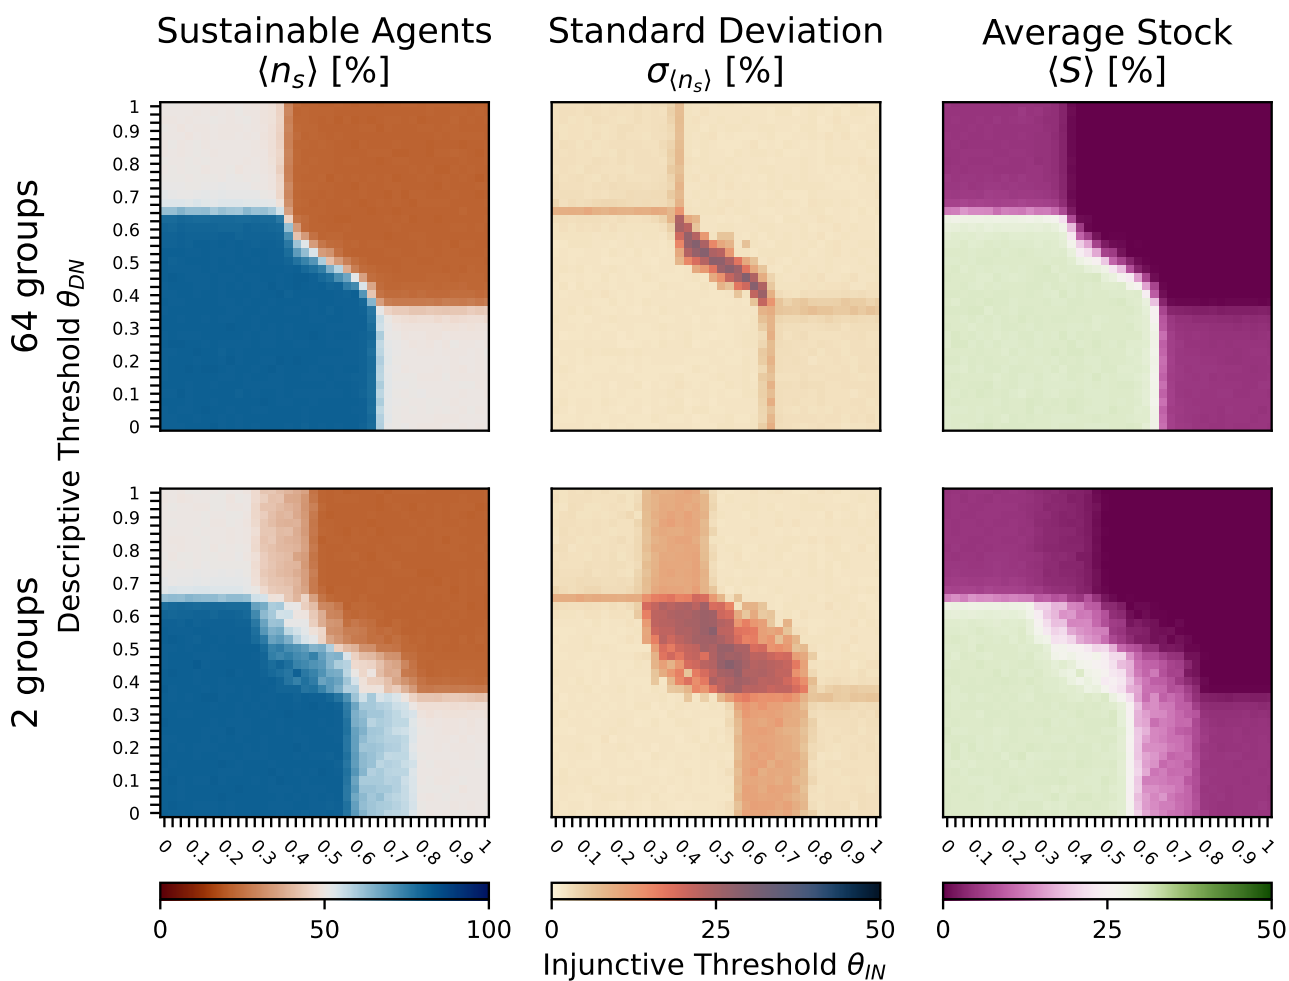 Sustainable Agents
⟨nₛ⟩ [%]
Standard Deviation
σ⟨nₛ⟩ [%]
Average Stock
⟨S⟩ [%]
64 groups
2 groups
Descriptive Threshold θ_DN
1
0.9
0.8
0.7
0.6
0.5
0.4
0.3
0.2
0.1
0
1
0.9
0.8
0.7
0.6
0.5
0.4
0.3
0.2
0.1
0
0 0.1 0.2 0.3 0.4 0.5 0.6 0.7 0.8 0.9 1
0 0.1 0.2 0.3 0.4 0.5 0.6 0.7 0.8 0.9 1
0 0.1 0.2 0.3 0.4 0.5 0.6 0.7 0.8 0.9 1
0 50 100
0 25 50
0 25 50
Injunctive Threshold θ_IN